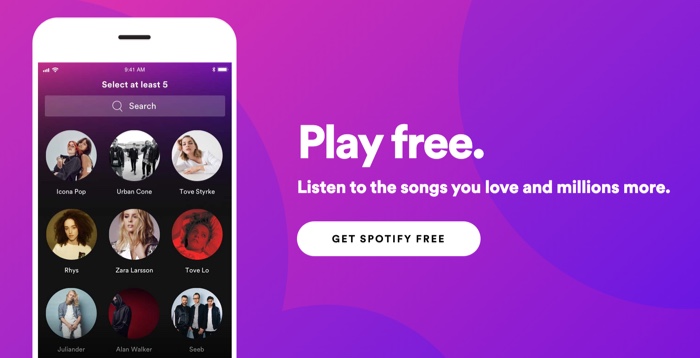 9:41 AM
Select at least 5
Search
Icona Pop
Urban Cone
Tove Styrke
Rhys
Zara Larsson
Tove Lo
Juliander
Alan Walker
Seeb
Play free.
Listen to the songs you love and millions more.
GET SPOTIFY FREE